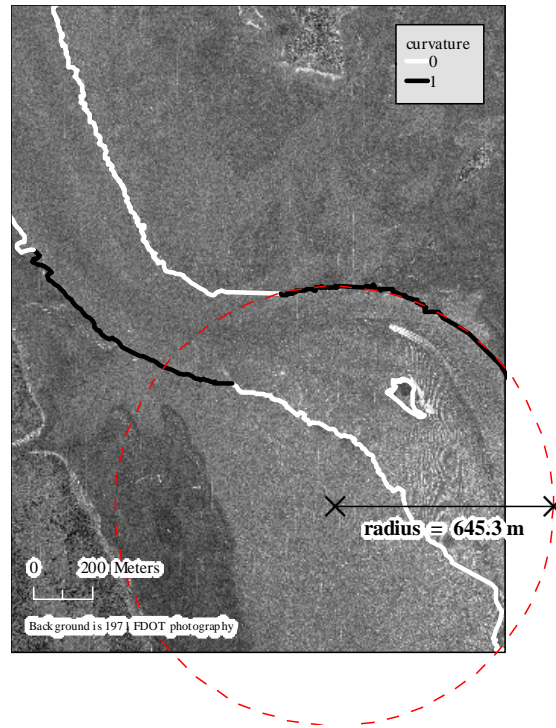 curvature
0
1
radius = 645.3 m
0 200 Meters
Background is 1971 FDOT photography